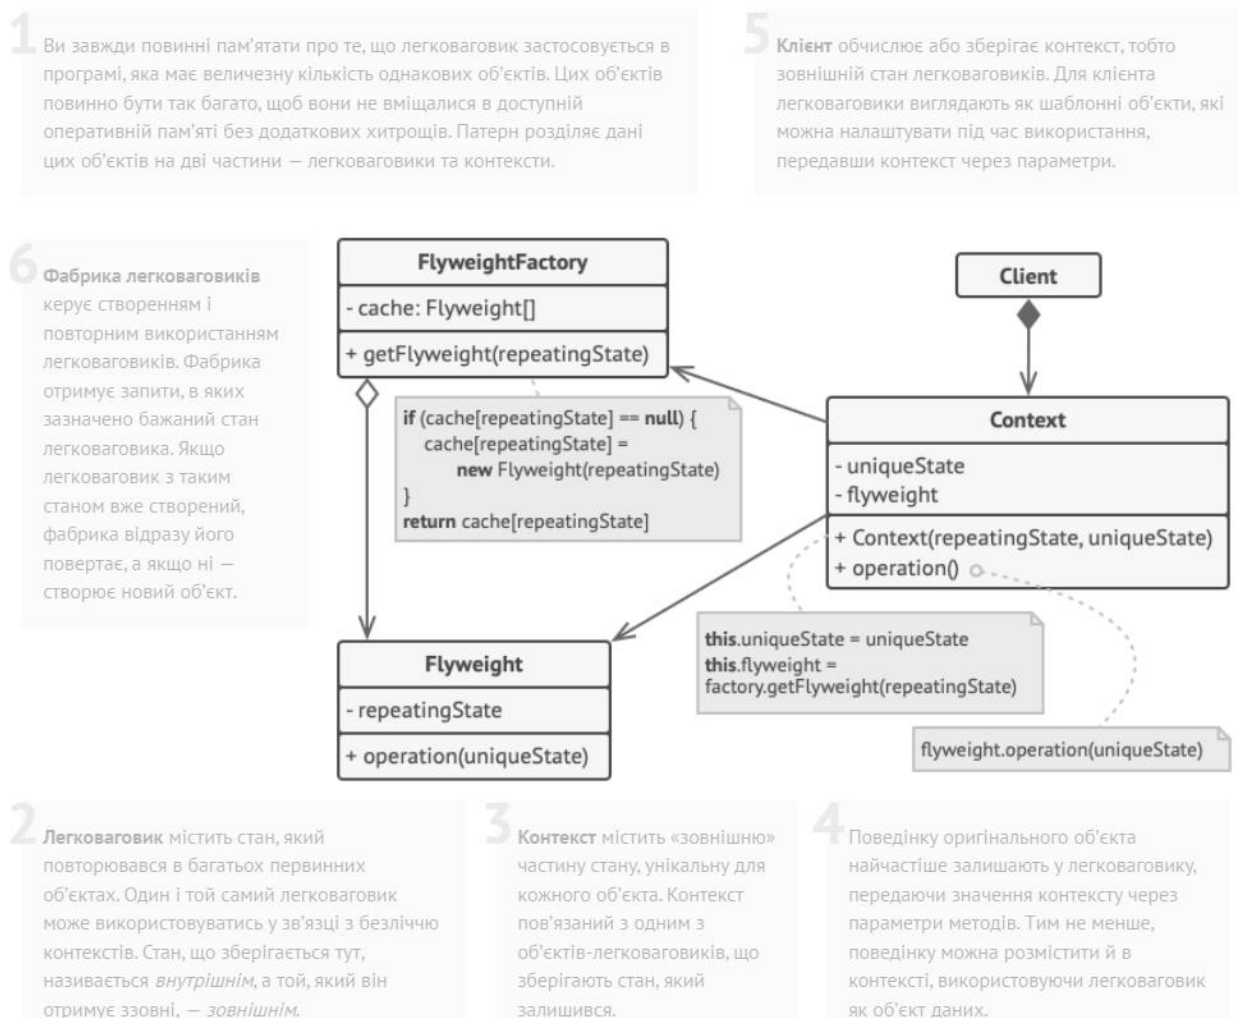 1
Ви завжди повинні пам'ятати про те, що легковаговик застосовується в
програмі, яка має величезну кількість однакових об'єктів. Цих об'єктів
повинно бути так багато, щоб вони не вміщалися в доступній
оперативній пам'яті без додаткових хитрощів. Патерн розділяє дані
цих об'єктів на дві частини — легковаговики та контексти.
5
Клієнт обчислює або зберігає контекст, тобто
зовнішній стан легковаговиків. Для клієнта
легковаговики виглядають як шаблонні об'єкти, які
можна налаштувати під час використання,
передавши контекст через параметри.
6
Фабрика легковаговиків
керує створенням і
повторним використанням
легковаговиків. Фабрика
отримує запити, в яких
зазначено бажаний стан
легковаговика. Якщо
легковаговик з таким
станом вже створений,
фабрика відразу його
повертає, а якщо ні —
створює новий об'єкт.
FlyweightFactory
- cache: Flyweight[]
+ getFlyweight(repeatingState)
if (cache[repeatingState] == null) {
cache[repeatingState] =
new Flyweight(repeatingState)
}
return cache[repeatingState]
Client
Context
- uniqueState
- flyweight
+ Context(repeatingState, uniqueState)
+ operation()
this.uniqueState = uniqueState
this.flyweight =
factory.getFlyweight(repeatingState)
flyweight.operation(uniqueState)
Flyweight
- repeatingState
+ operation(uniqueState)
2
Легковаговик містить стан, який
повторювався в багатьох первинних
об'єктах. Один і той самий легковаговик
може використовуватись у зв'язці з безліччю
контекстів. Стан, що зберігається тут,
називається внутрішнім, а той, який він
отримує ззовні, — зовнішнім.
3
Контекст містить «зовнішню»
частину стану, унікальну для
кожного об'єкта. Контекст
пов'язаний з одним з
об'єктів-легковаговиків, що
зберігають стан, який
залишився.
4
Поведінку оригінального об'єкта
найчастіше залишають у легковаговику,
передаючи значення контексту через
параметри методів. Тим не менше,
поведінку можна розмістити й в
контексті, використовуючи легковаговик
як об'єкт даних.